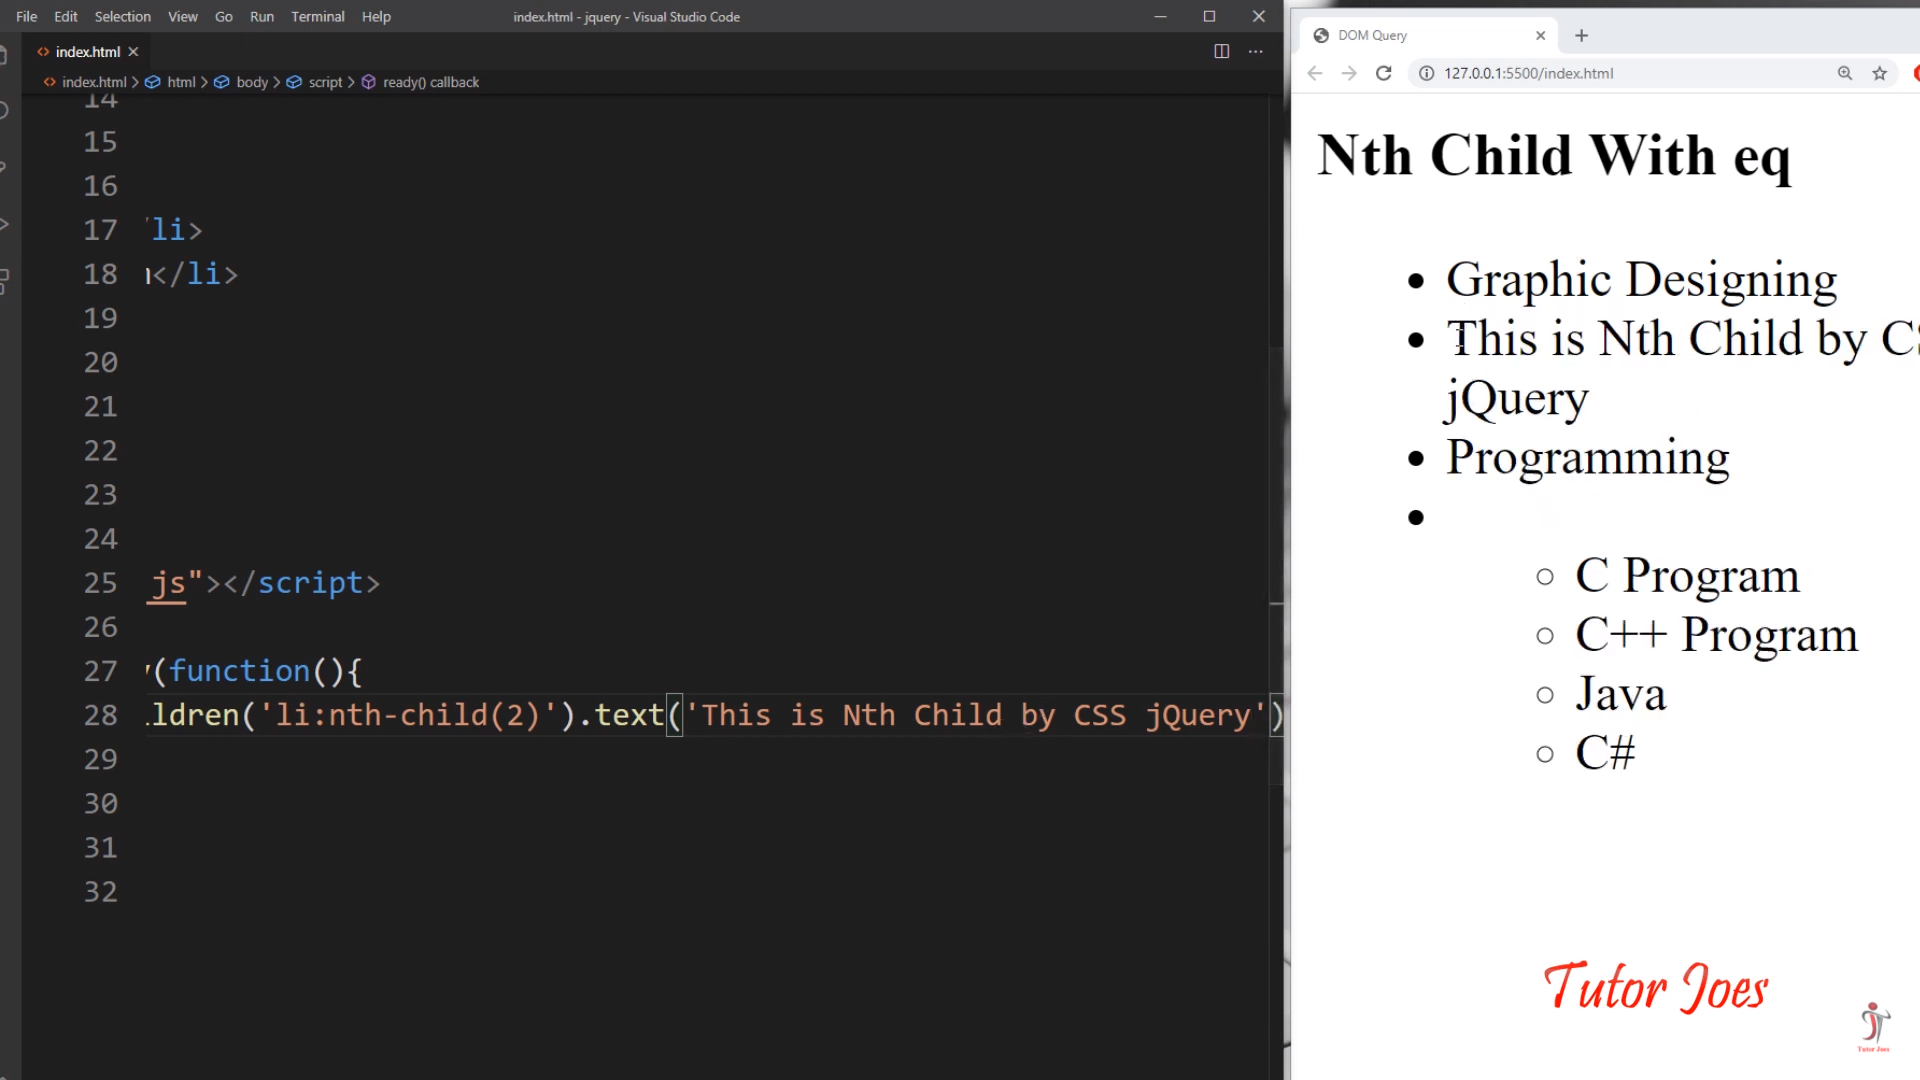 File Edit Selection View Go Run Terminal Help
index.html - jquery - Visual Studio Code
index.html
index.html > html > body > script > ready() callback
14
15
16
17 li>
18 </li>
19
20
21
22
23
24
25 js"></script>
26
27 (function(){
28 ldren('li:nth-child(2)').text('This is Nth Child by CSS jQuery')
29
30
31
32
DOM Query
127.0.0.1:5500/index.html
Nth Child With eq
Graphic Designing
This is Nth Child by CS
jQuery
Programming
C Program
C++ Program
Java
C#
Tutor Joes
Tutor Joes